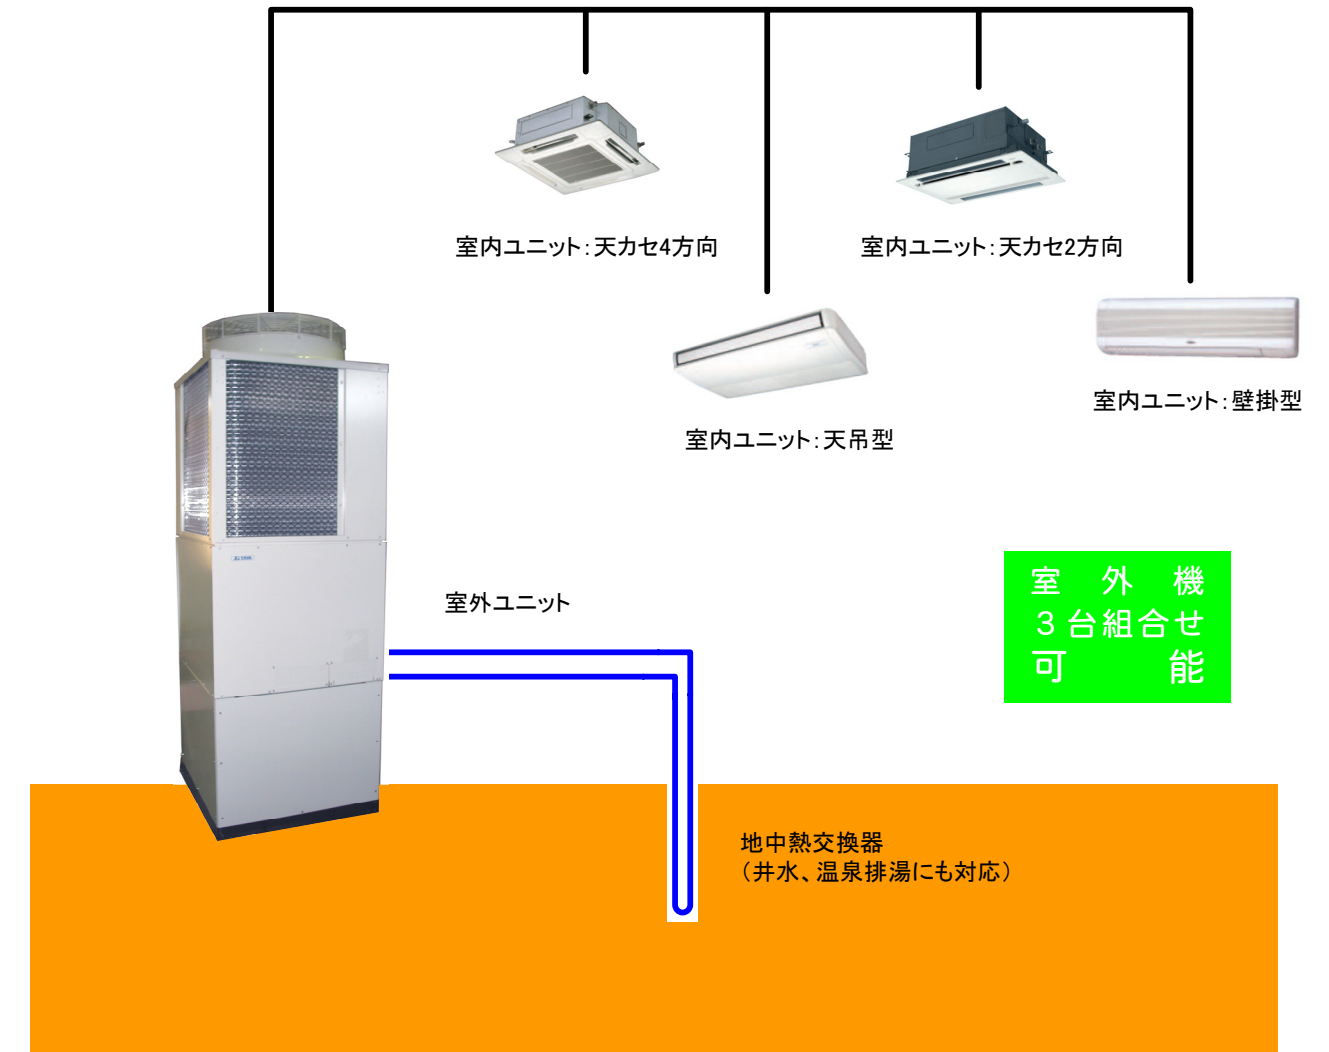 室内ユニット：天カセ4方向
室内ユニット：天カセ2方向
室内ユニット：壁掛型
室内ユニット：天吊型
室外ユニット
室外機
３台組合せ
可能
地中熱交換器
（井水、温泉排湯にも対応）